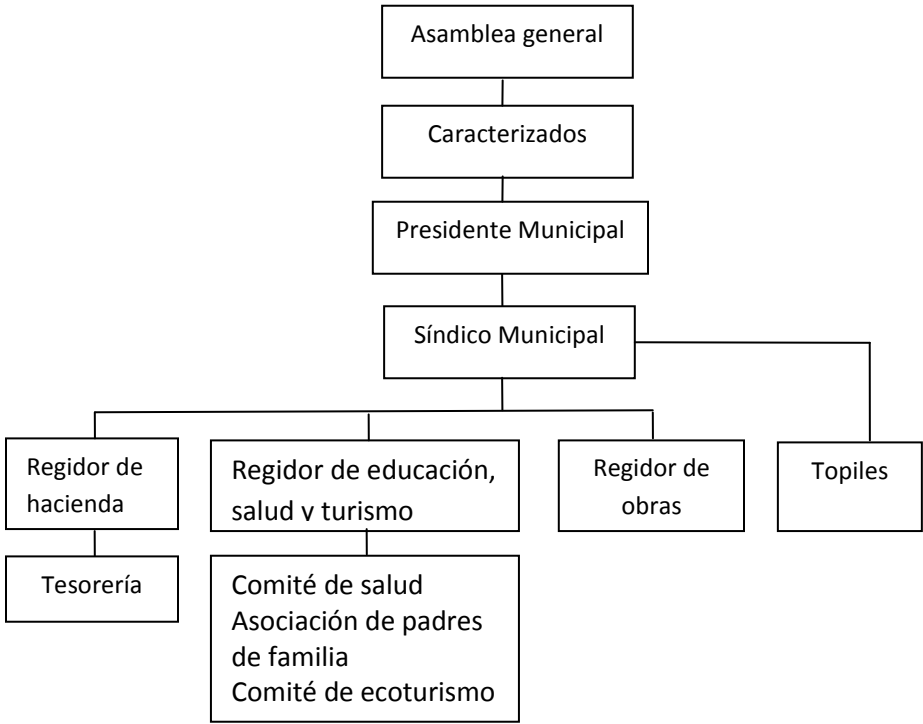 Asamblea general
Caracterizados
Presidente Municipal
Síndico Municipal
Regidor de
hacienda
Regidor de educación,
salud y turismo
Regidor de
obras
Topiles
Tesorería
Comité de salud
Asociación de padres
de familia
Comité de ecoturismo